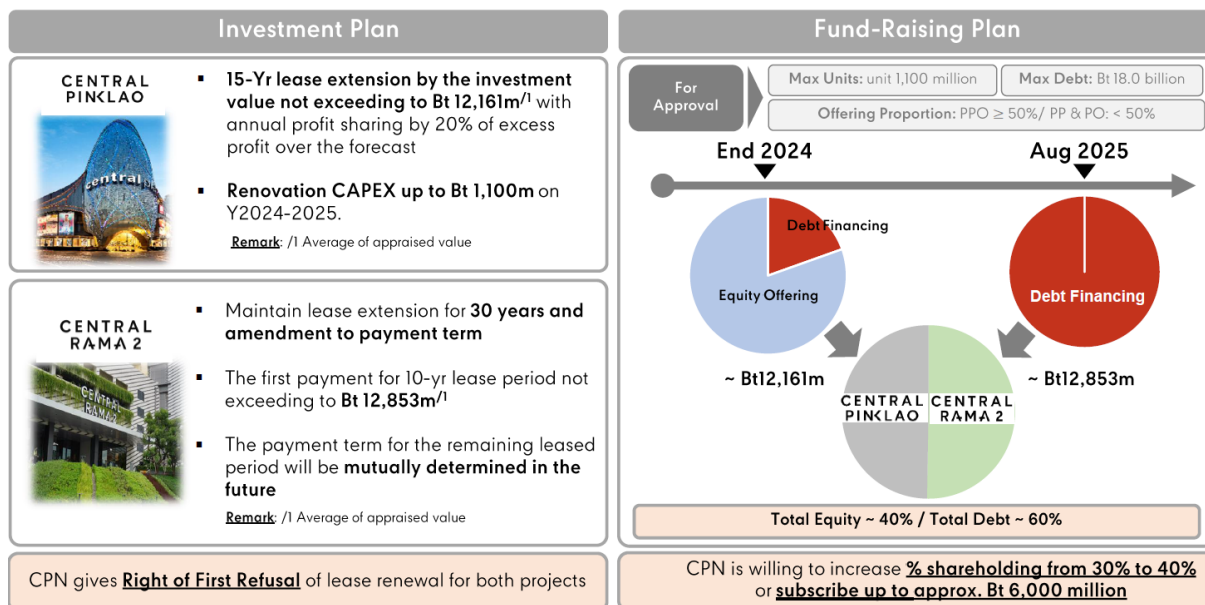 Investment Plan
CENTRAL
PINKLAO
▪ 15-Yr lease extension by the investment
value not exceeding to Bt 12,161m/1 with
annual profit sharing by 20% of excess
profit over the forecast
▪ Renovation CAPEX up to Bt 1,100m on
Y2024-2025.
Remark: /1 Average of appraised value
central
CENTRAL
RAMA 2
▪ Maintain lease extension for 30 years and
amendment to payment term
▪ The first payment for 10-yr lease period not
exceeding to Bt 12,853m/1
▪ The payment term for the remaining leased
period will be mutually determined in the
future
Remark: /1 Average of appraised value
CENTRAL
RAMA 2
CPN gives Right of First Refusal of lease renewal for both projects
Fund-Raising Plan
For
Approval
Max Units: unit 1,100 million
Max Debt: Bt 18.0 billion
Offering Proportion: PPO ≥ 50%/ PP & PO: < 50%
End 2024
Aug 2025
Debt Financing
Equity Offering
Debt Financing
~ Bt12,161m
~ Bt12,853m
CENTRAL
PINKLAO
CENTRAL
RAMA 2
Total Equity ~ 40% / Total Debt ~ 60%
CPN is willing to increase % shareholding from 30% to 40%
or subscribe up to approx. Bt 6,000 million